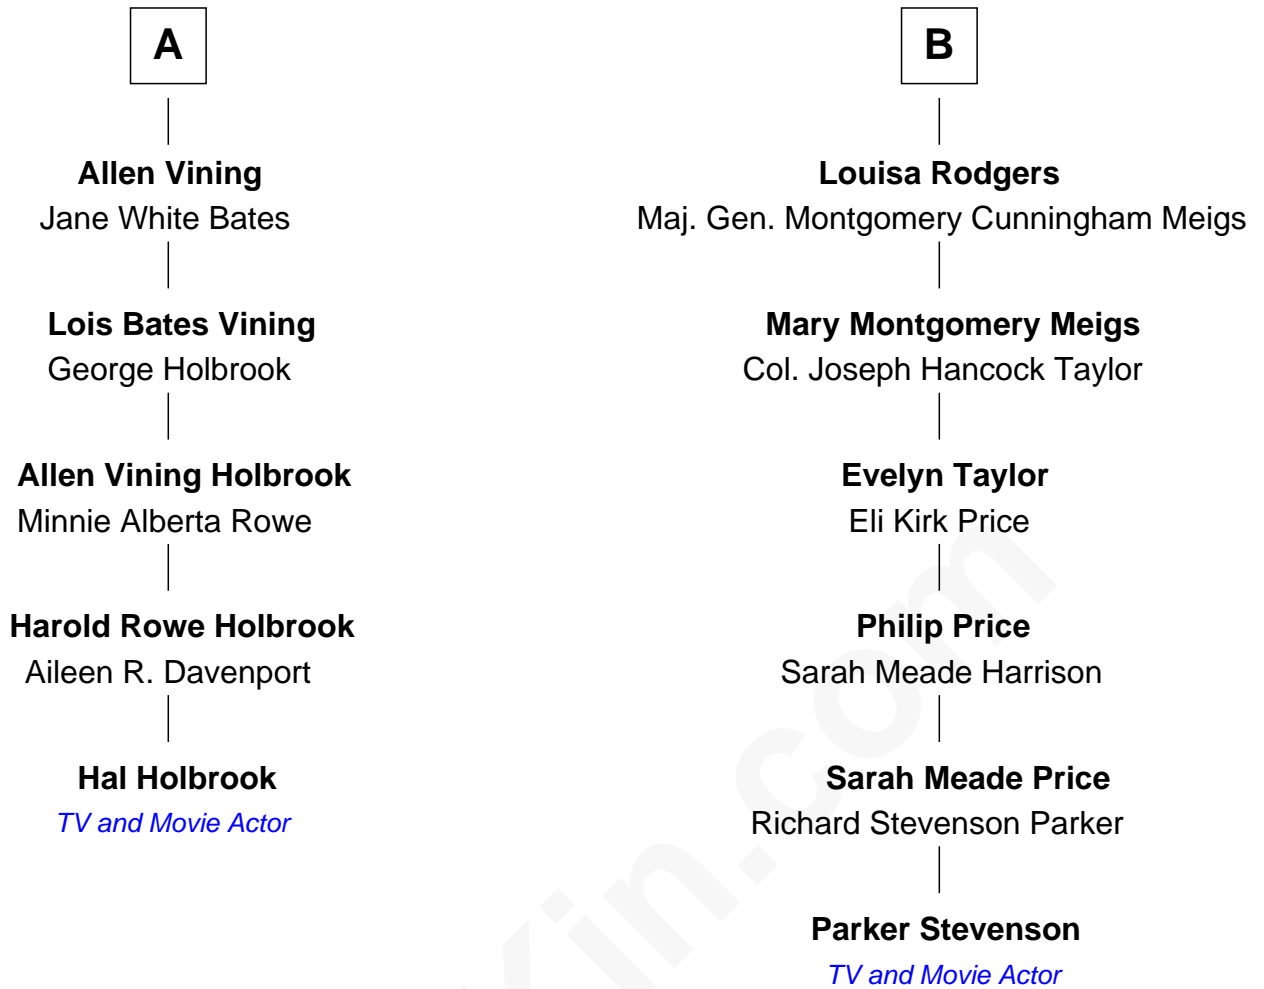 A
Allen Vining
Jane White Bates
Lois Bates Vining
George Holbrook
Allen Vining Holbrook
Minnie Alberta Rowe
Harold Rowe Holbrook
Aileen R. Davenport
Hal Holbrook
TV and Movie Actor
B
Louisa Rodgers
Maj. Gen. Montgomery Cunningham Meigs
Mary Montgomery Meigs
Col. Joseph Hancock Taylor
Evelyn Taylor
Eli Kirk Price
Philip Price
Sarah Meade Harrison
Sarah Meade Price
Richard Stevenson Parker
Parker Stevenson
TV and Movie Actor
Kin.com